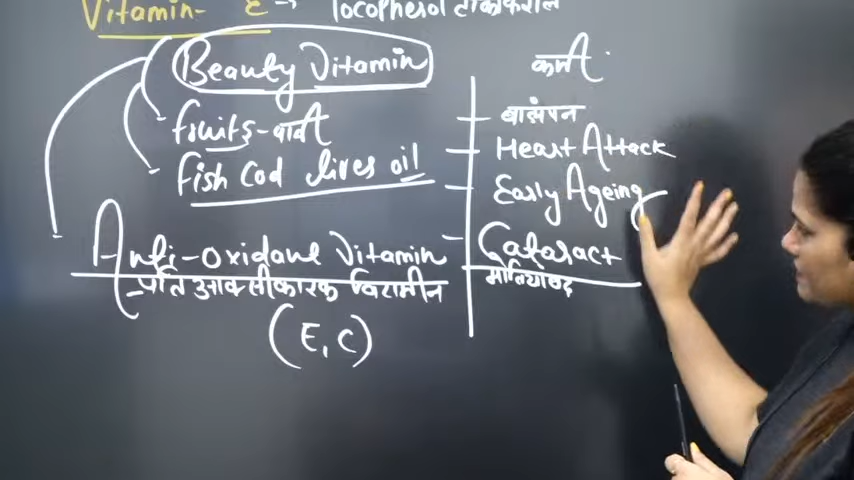 Vitamin- E → Tocopherol टोकोफेरॉल
Beauty Vitamin
fruits-
fish Cod lives oil
Anti-Oxidant Vitamin
-प्रति आक्सीकारक विटामीन
(E, C)
कमी
- बांझपन
- Heart Attack
- Early Ageing
- Cataract
मोतियाबिंद